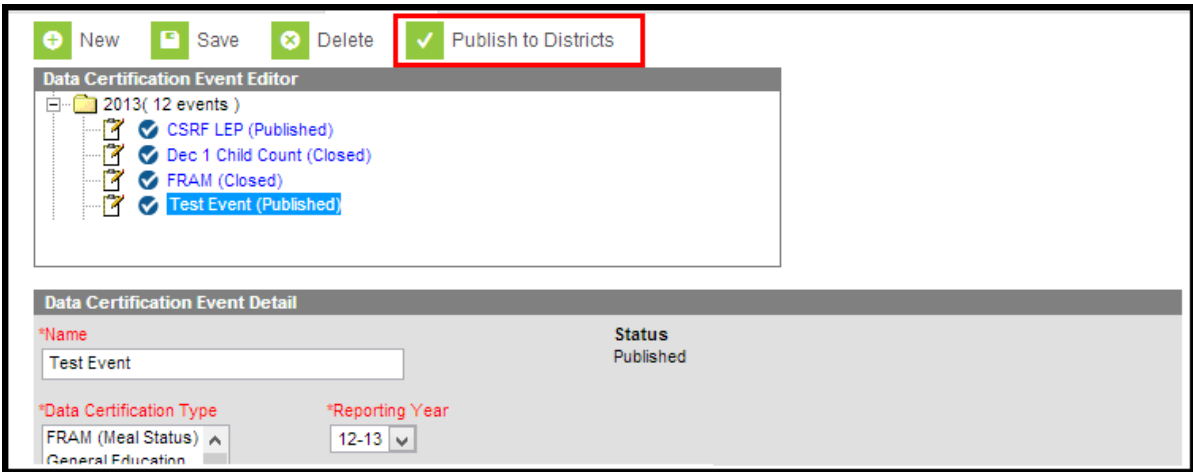 New Save Delete Publish to Districts
Data Certification Event Editor
2013( 12 events )
CSRF LEP (Published)
Dec 1 Child Count (Closed)
FRAM (Closed)
Test Event (Published)
Data Certification Event Detail
*Name Status
Test Event Published
*Data Certification Type *Reporting Year
FRAM (Meal Status) 12-13
General Education